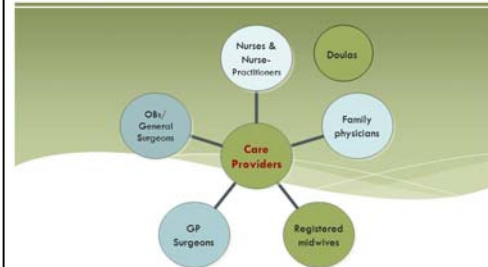 Nurses &
Nurse-
Practitioners
Doulas
OBs/
General
Surgeons
Family
physicians
Care
Providers
GP
Surgeons
Registered
midwives